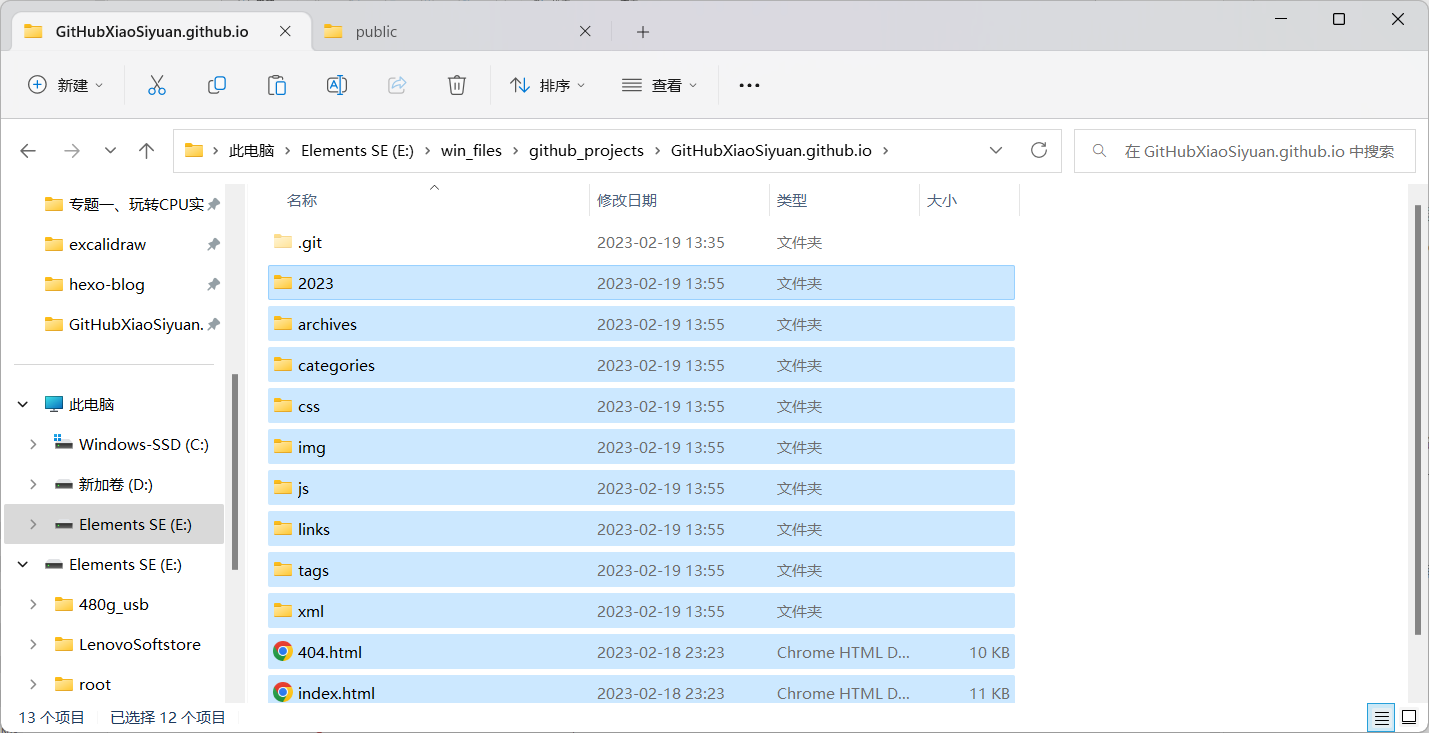 GitHubXiaoSiyuan.github.io
public
新建
排序
查看
此电脑
Elements SE (E:)
win_files
github_projects
GitHubXiaoSiyuan.github.io
在 GitHubXiaoSiyuan.github.io 中搜索
专题一、玩转CPU实
excalidraw
hexo-blog
GitHubXiaoSiyuan.
此电脑
Windows-SSD (C:)
新加卷 (D:)
Elements SE (E:)
Elements SE (E:)
480g_usb
LenovoSoftstore
root
名称 修改日期 类型 大小
.git 2023-02-19 13:35 文件夹
2023 2023-02-19 13:55 文件夹
archives 2023-02-19 13:55 文件夹
categories 2023-02-19 13:55 文件夹
css 2023-02-19 13:55 文件夹
img 2023-02-19 13:55 文件夹
js 2023-02-19 13:55 文件夹
links 2023-02-19 13:55 文件夹
tags 2023-02-19 13:55 文件夹
xml 2023-02-19 13:55 文件夹
404.html 2023-02-18 23:23 Chrome HTML D... 10 KB
index.html 2023-02-18 23:23 Chrome HTML D... 11 KB
13 个项目 已选择 12 个项目